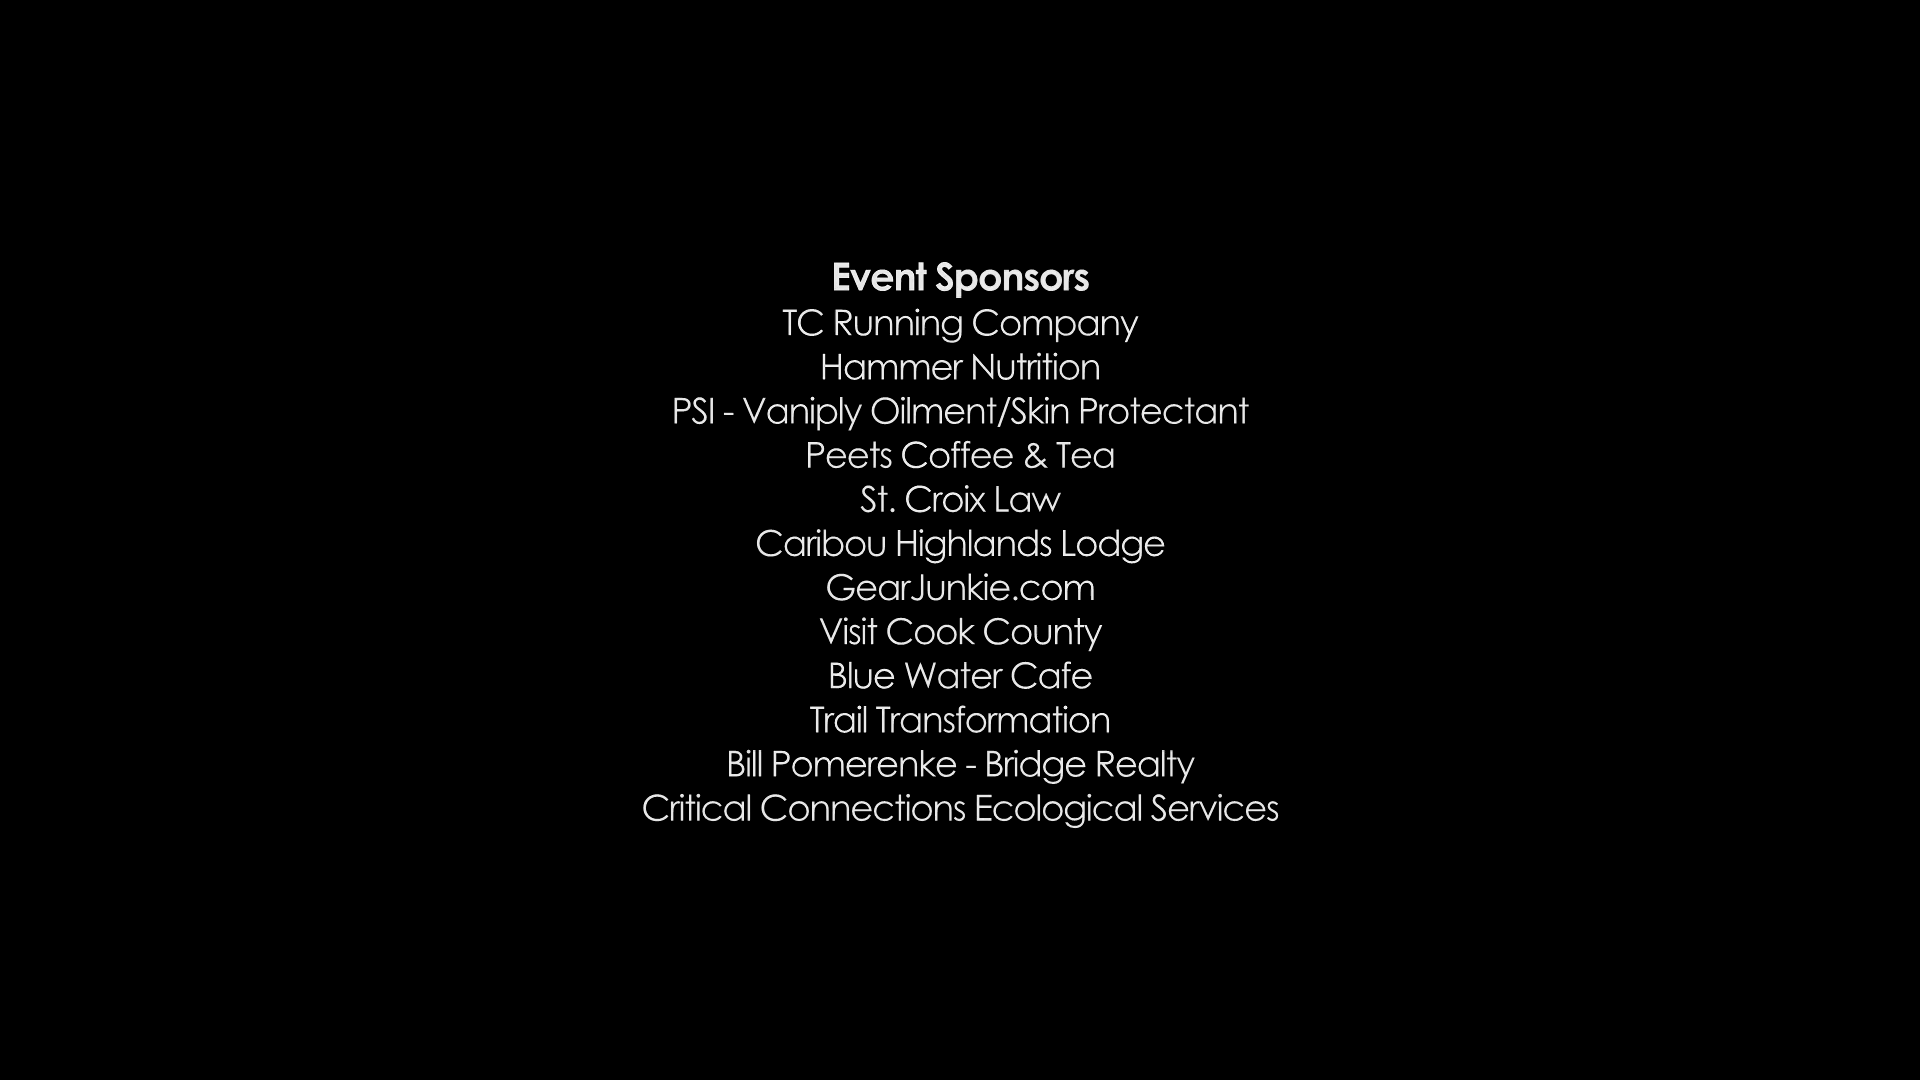 Event Sponsors
TC Running Company
Hammer Nutrition
PSI - Vaniply Oilment/Skin Protectant
Peets Coffee & Tea
St. Croix Law
Caribou Highlands Lodge
GearJunkie.com
Visit Cook County
Blue Water Cafe
Trail Transformation
Bill Pomerenke - Bridge Realty
Critical Connections Ecological Services